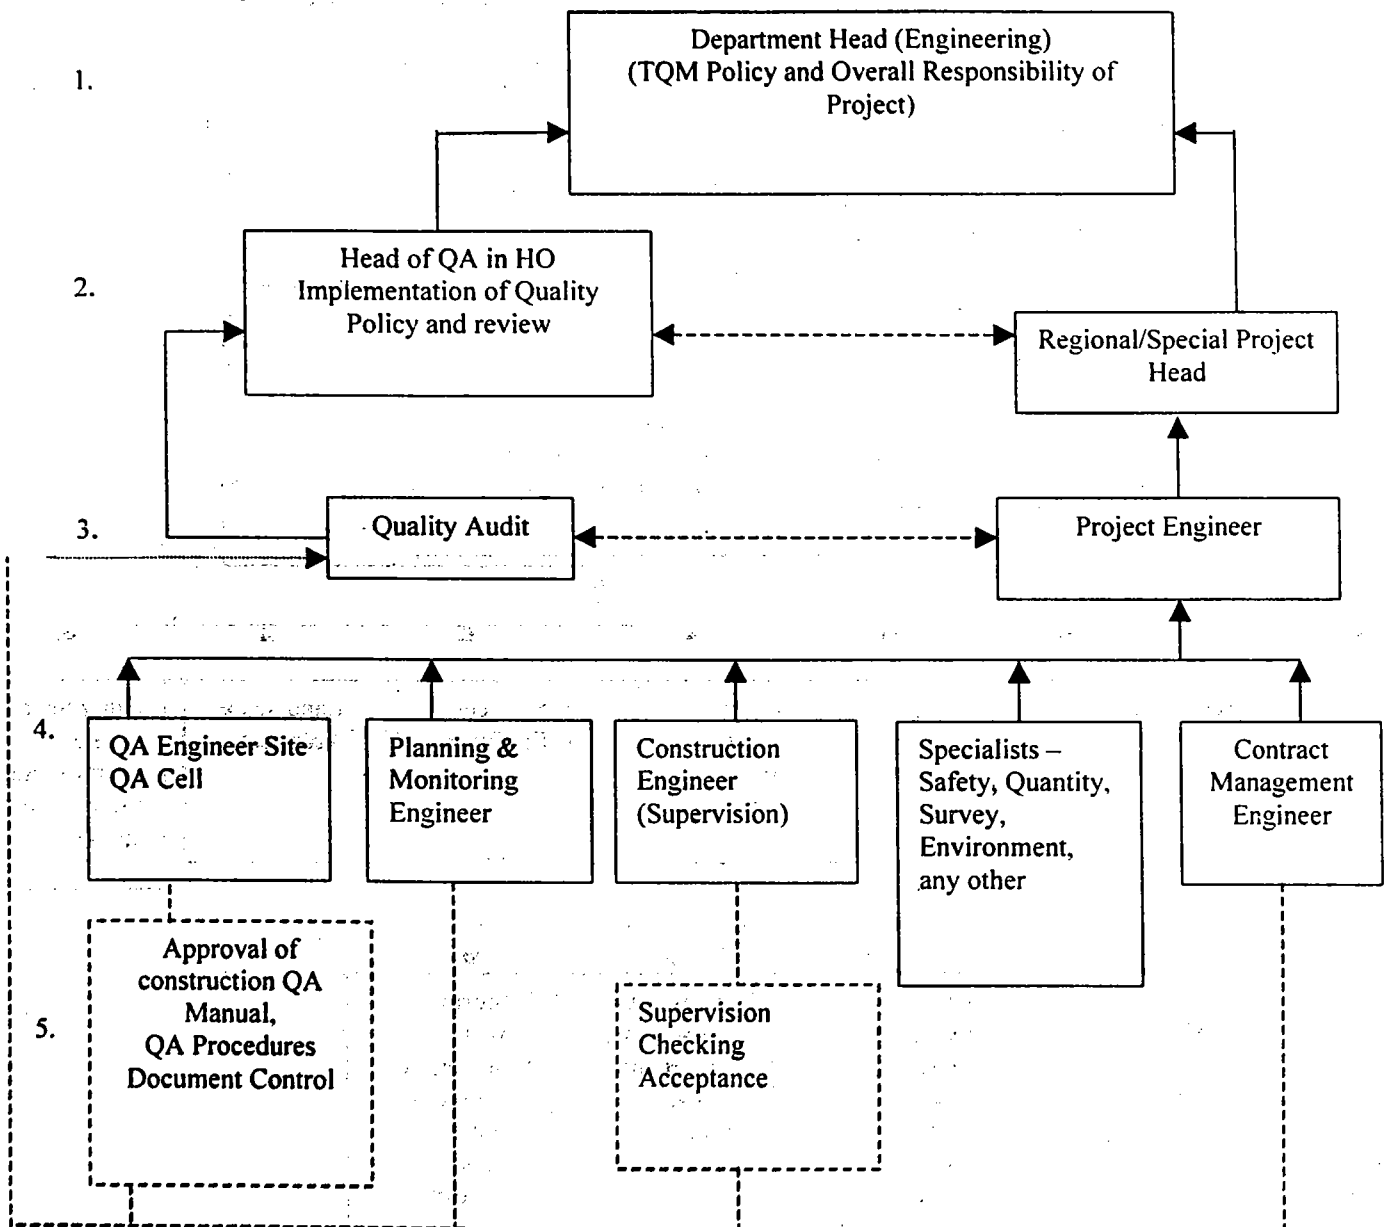 1.
Department Head (Engineering)
(TQM Policy and Overall Responsibility of
Project)
2.
Head of QA in HO
Implementation of Quality
Policy and review
Regional/Special Project
Head
3.
Quality Audit
Project Engineer
4.
QA Engineer Site
QA Cell
Planning &
Monitoring
Engineer
Construction
Engineer
(Supervision)
Specialists –
Safety, Quantity,
Survey,
Environment,
any other
Contract
Management
Engineer
5.
Approval of
construction QA
Manual,
QA Procedures
Document Control
Supervision
Checking
Acceptance